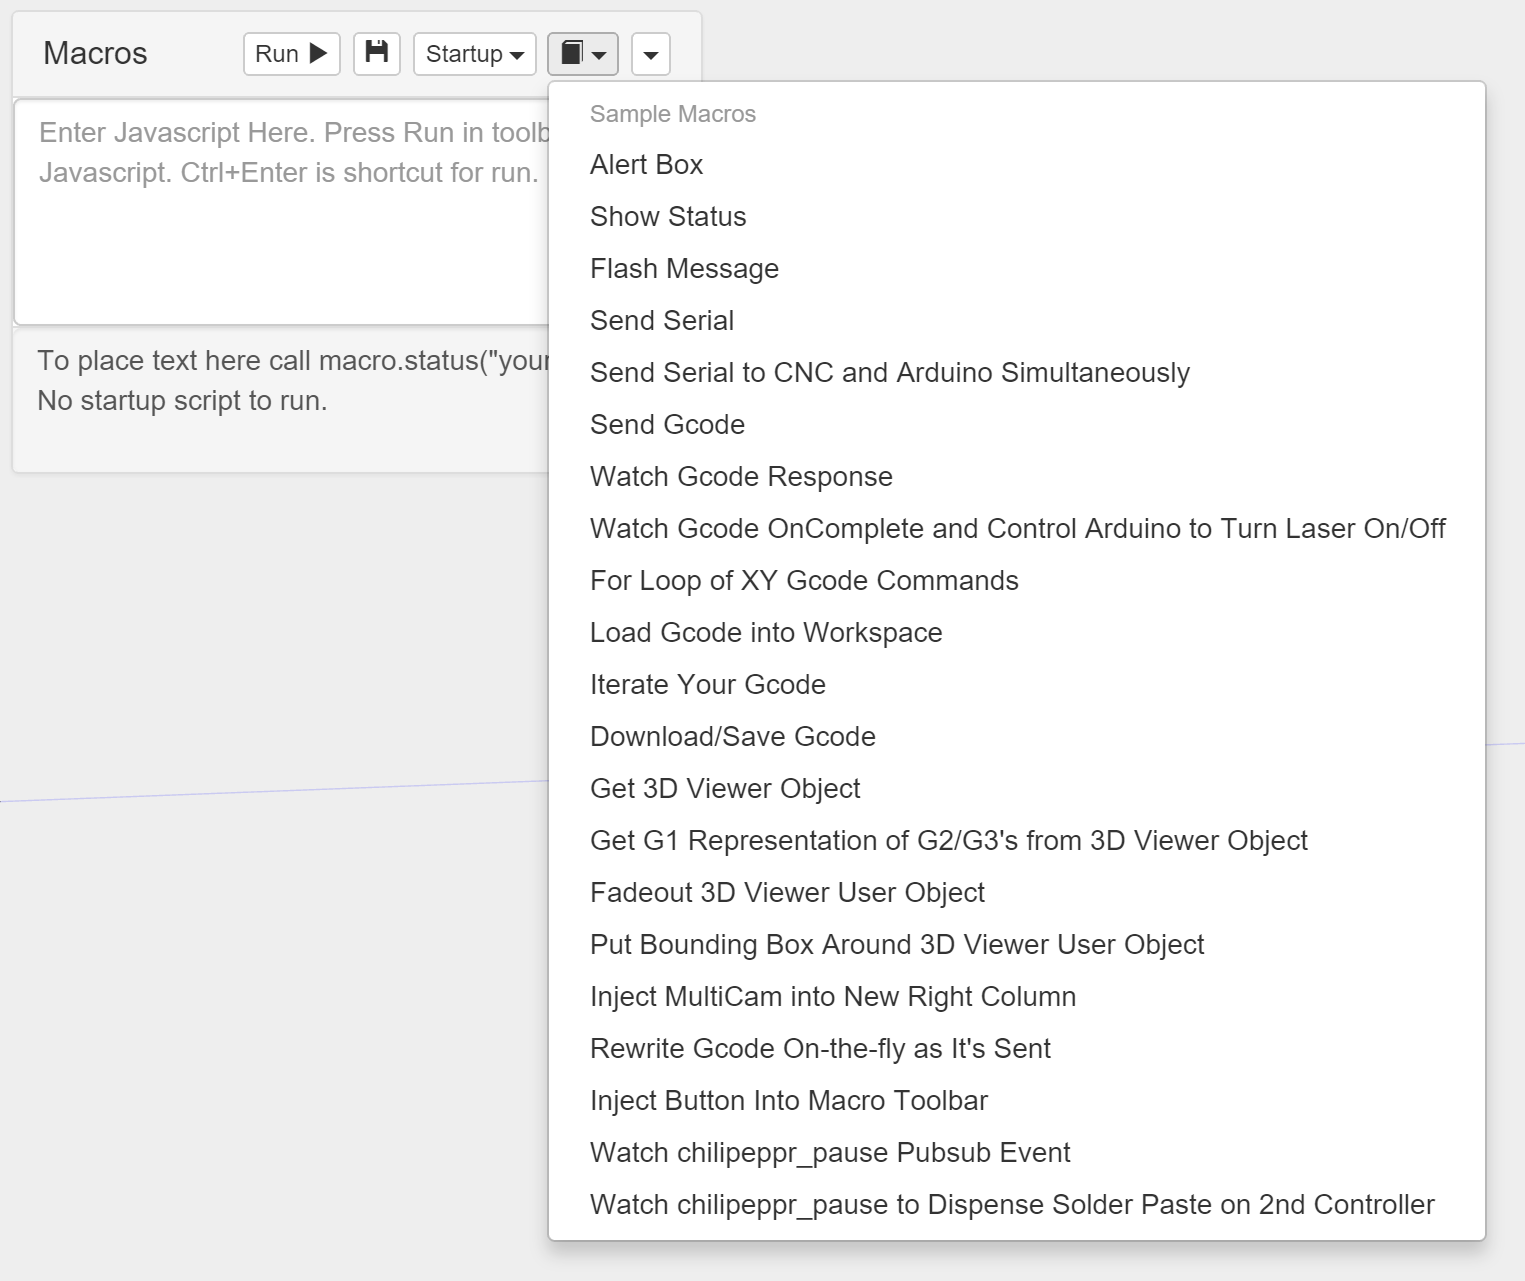 Macros
Run
Startup
Enter Javascript Here. Press Run in toolb
Javascript. Ctrl+Enter is shortcut for run.
To place text here call macro.status("your
No startup script to run.
Sample Macros
Alert Box
Show Status
Flash Message
Send Serial
Send Serial to CNC and Arduino Simultaneously
Send Gcode
Watch Gcode Response
Watch Gcode OnComplete and Control Arduino to Turn Laser On/Off
For Loop of XY Gcode Commands
Load Gcode into Workspace
Iterate Your Gcode
Download/Save Gcode
Get 3D Viewer Object
Get G1 Representation of G2/G3's from 3D Viewer Object
Fadeout 3D Viewer User Object
Put Bounding Box Around 3D Viewer User Object
Inject MultiCam into New Right Column
Rewrite Gcode On-the-fly as It's Sent
Inject Button Into Macro Toolbar
Watch chilipeppr_pause Pubsub Event
Watch chilipeppr_pause to Dispense Solder Paste on 2nd Controller